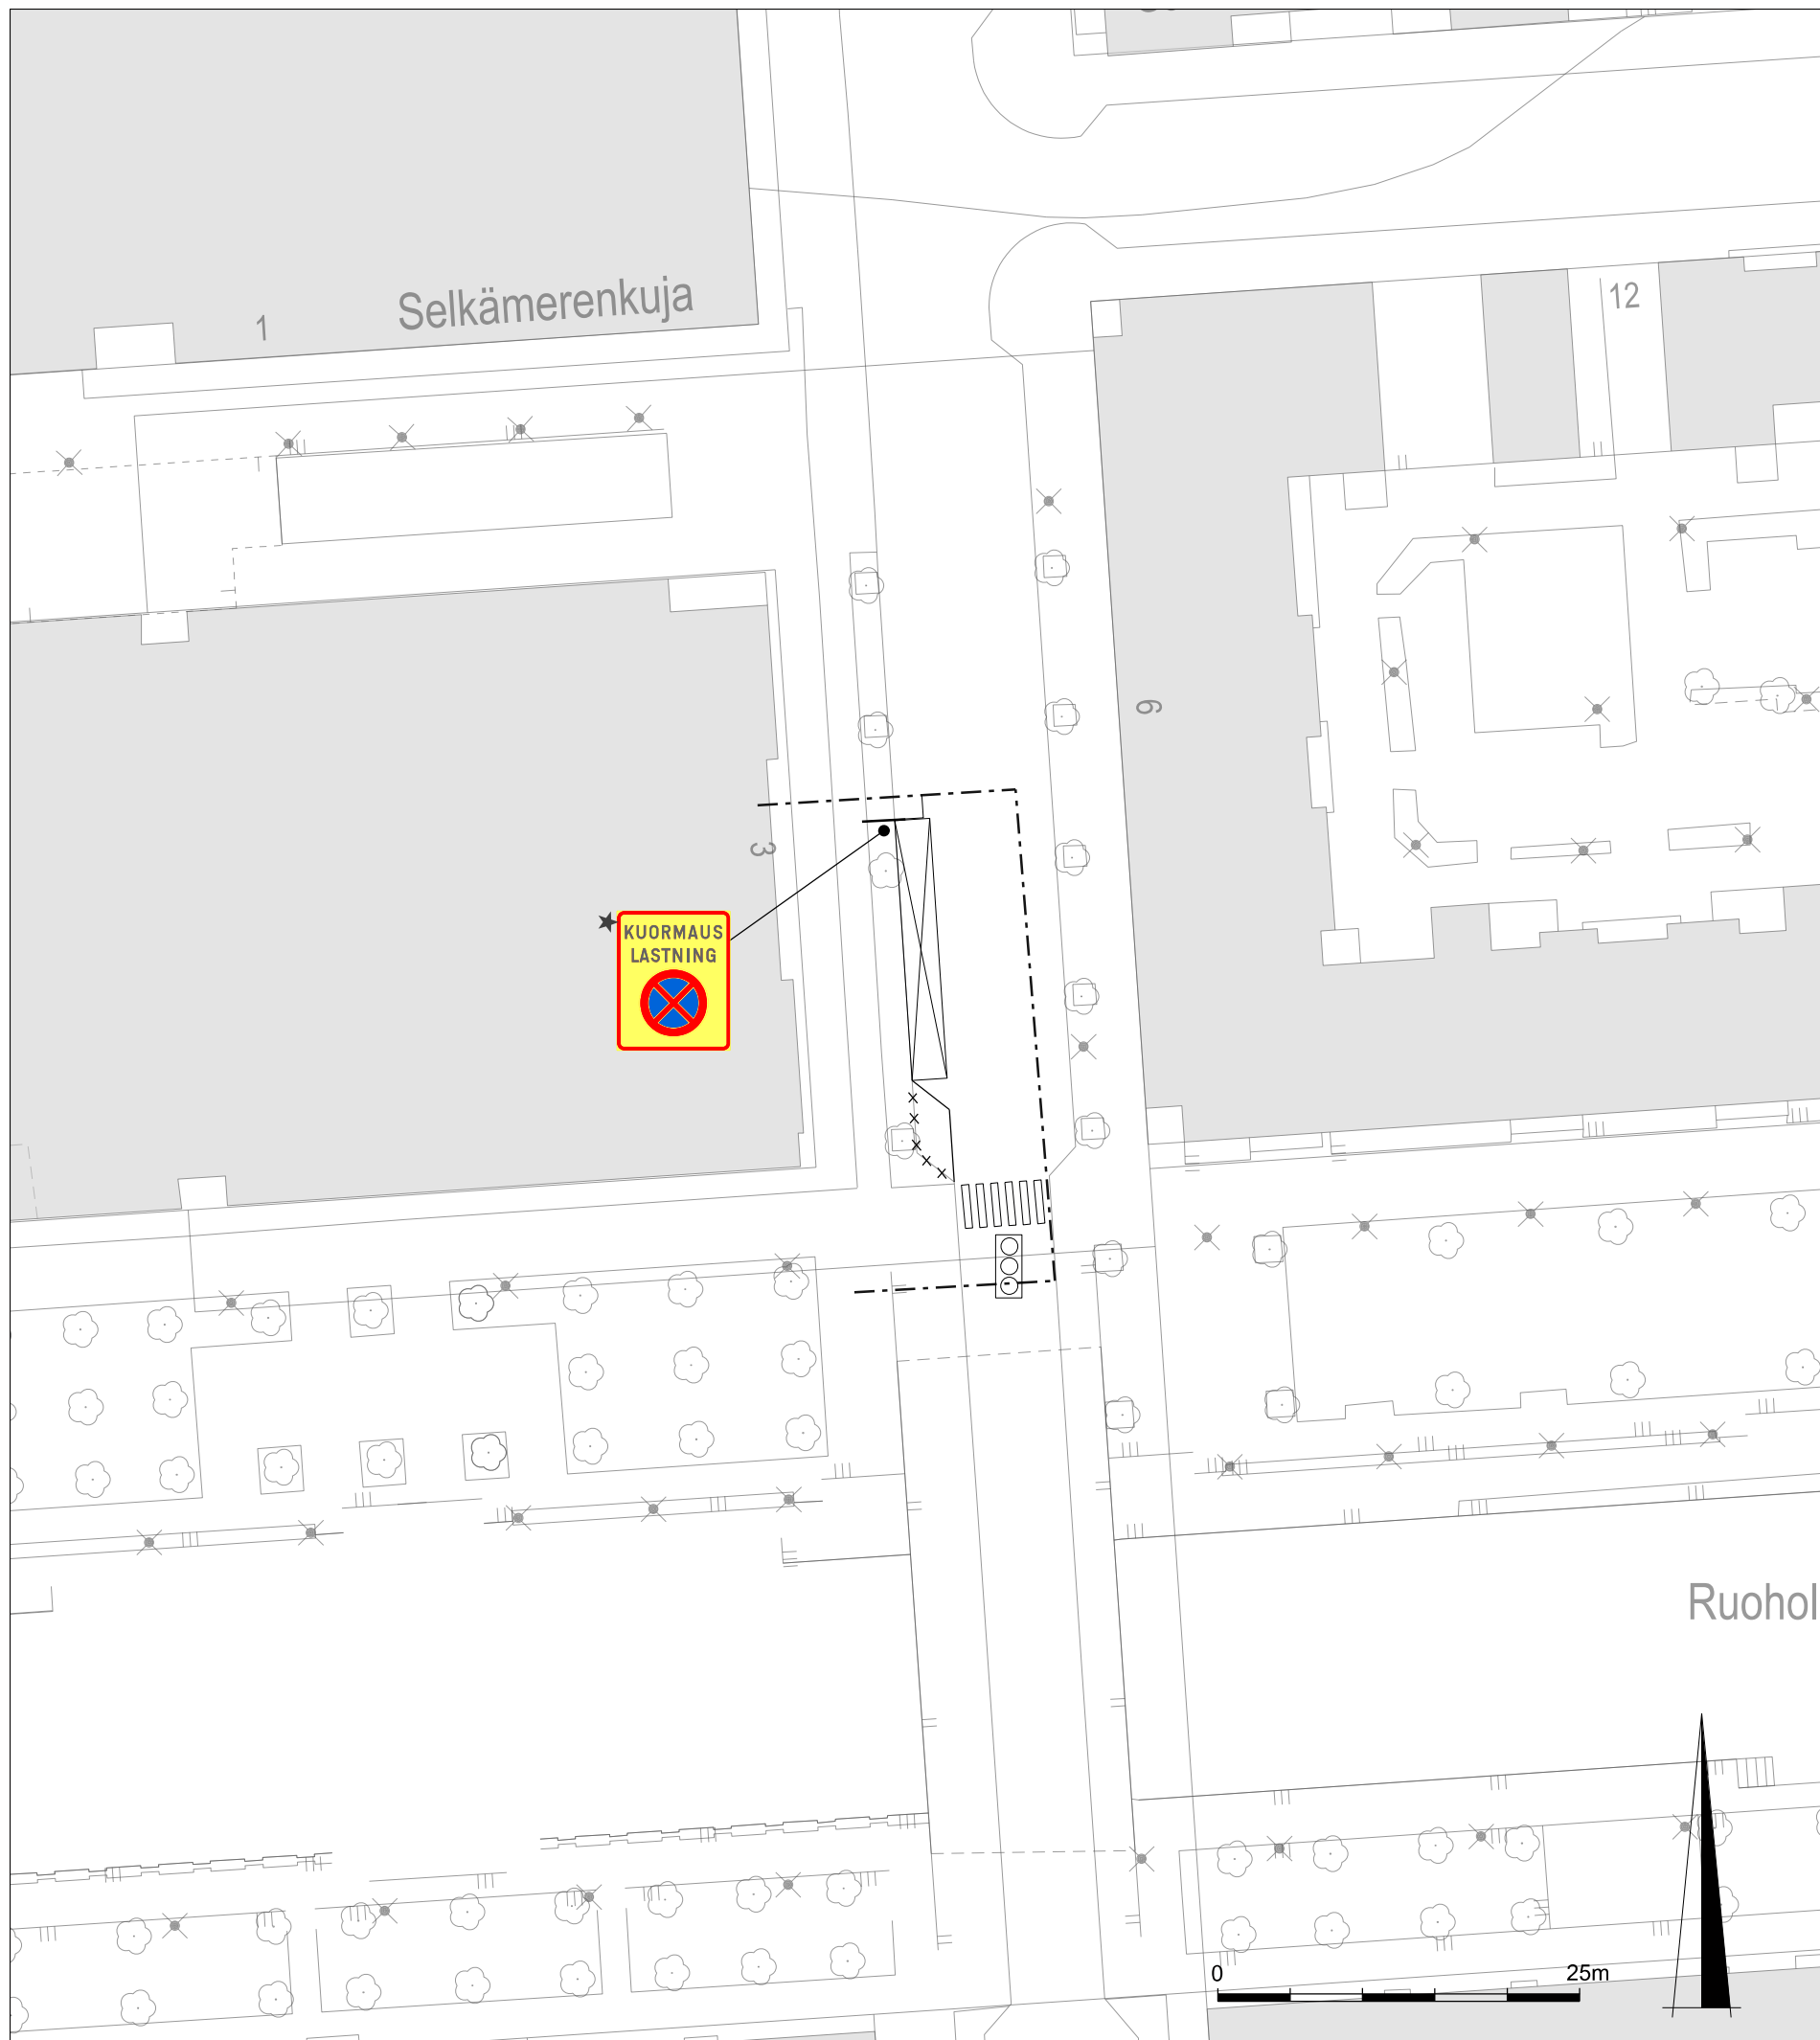 Selkämerenkuja
1
12
6
3
KUORMAUS
LASTNING
Ruohol
0
25m